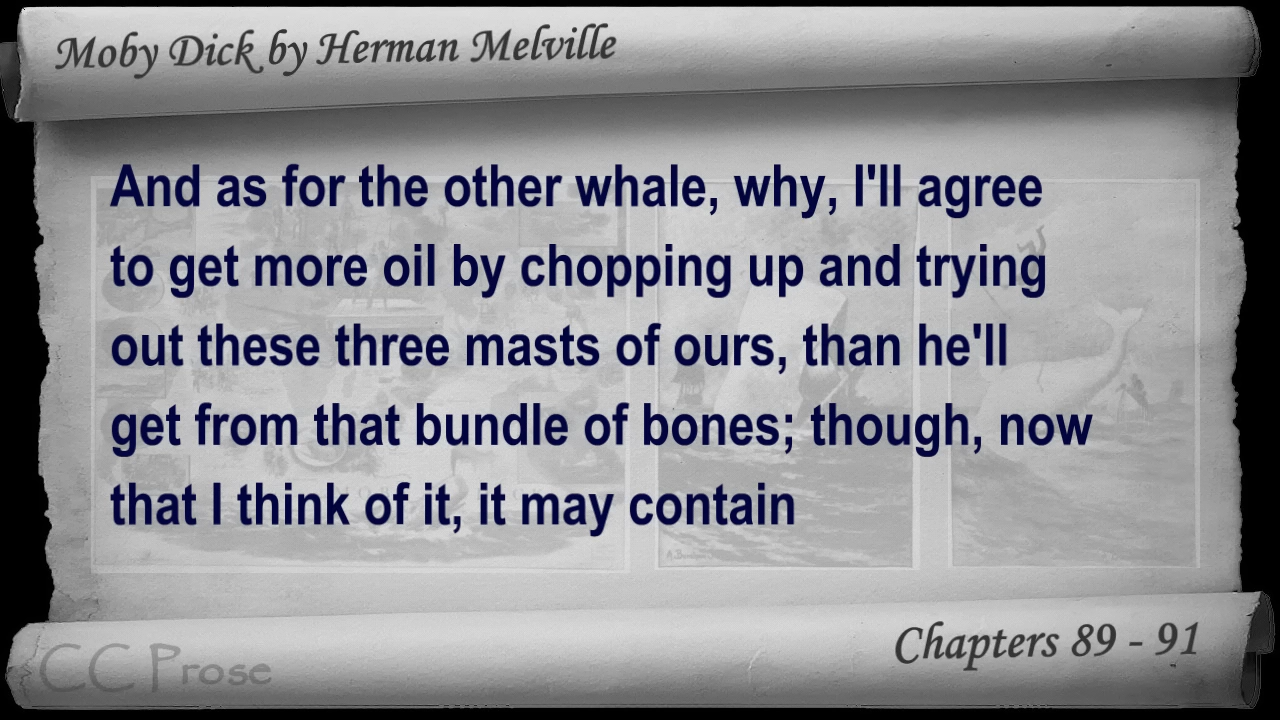 Moby Dick by Herman Melville
And as for the other whale, why, I'll agree
to get more oil by chopping up and trying
out these three masts of ours, than he'll
get from that bundle of bones; though, now
that I think of it, it may contain
Chapters 89 - 91
CC Prose